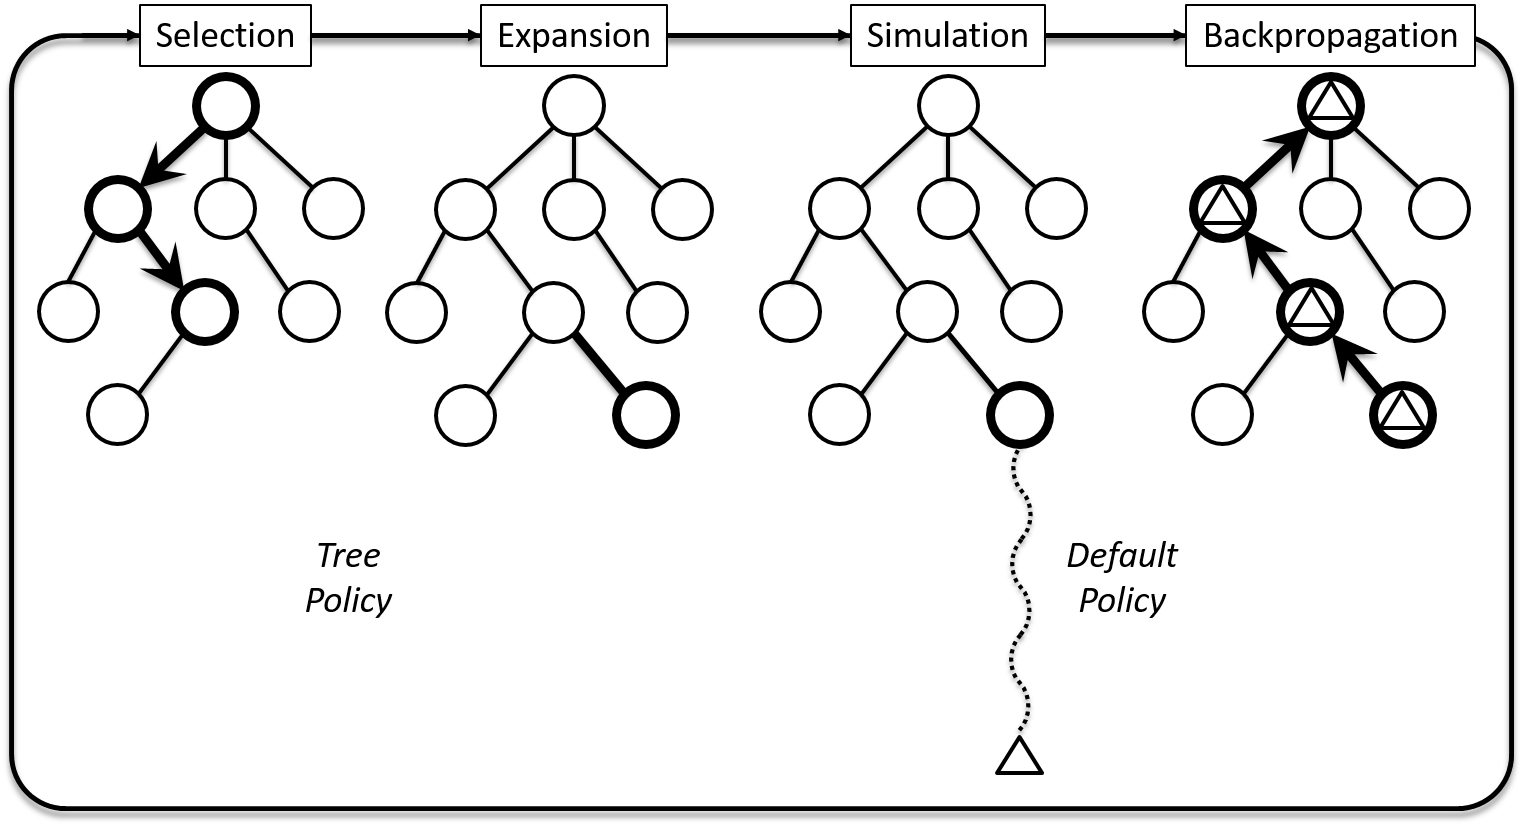 Selection
Expansion
Simulation
Backpropagation
Tree
Policy
Default
Policy